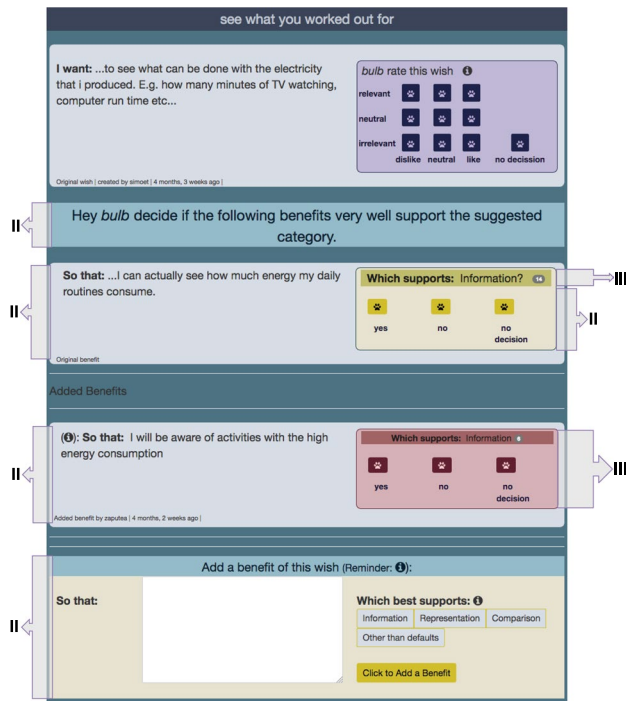 see what you worked out for
I want: ...to see what can be done with the electricity
that i produced. E.g. how many minutes of TV watching,
computer run time etc...
Original wish | created by simoet | 4 months, 3 weeks ago |
bulb rate this wish
relevant
neutral
irrelevant
dislike neutral like no decission
II
Hey bulb decide if the following benefits very well support the suggested
category.
II
So that: ...I can actually see how much energy my daily
routines consume.
Original benefit
Which supports: Information? 14
yes no no
decision
III
II
Added Benefits
II
(i): So that: I will be aware of activities with the high
energy consumption
Added benefit by zaputea | 4 months, 2 weeks ago |
Which supports: Information
yes no no
decision
III
II
Add a benefit of this wish (Reminder: i):
So that:
Which best supports:
Information Representation Comparison
Other than defaults
Click to Add a Benefit